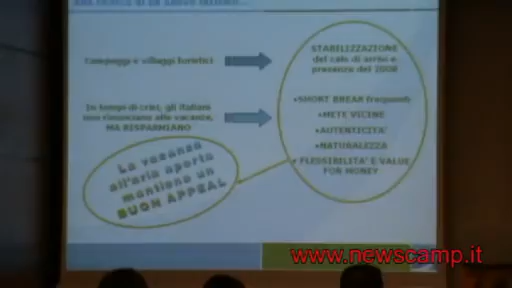 Campeggi e villaggi turistici
STABILIZZAZIONE
del calo di arrivi e
presenze del 2008
In tempi di crisi, gli italiani
non rinunciano alle vacanze,
MA RISPARMIANO
•SHORT BREAK frequenti
•METE VICINE
•AUTENTICITA'
•NATURALEZZA
•FLESSIBILITA' E VALUE
FOR MONEY
La vacanza
all'aria aperta
mantiene un
BUON APPEAL
www.newscamp.it